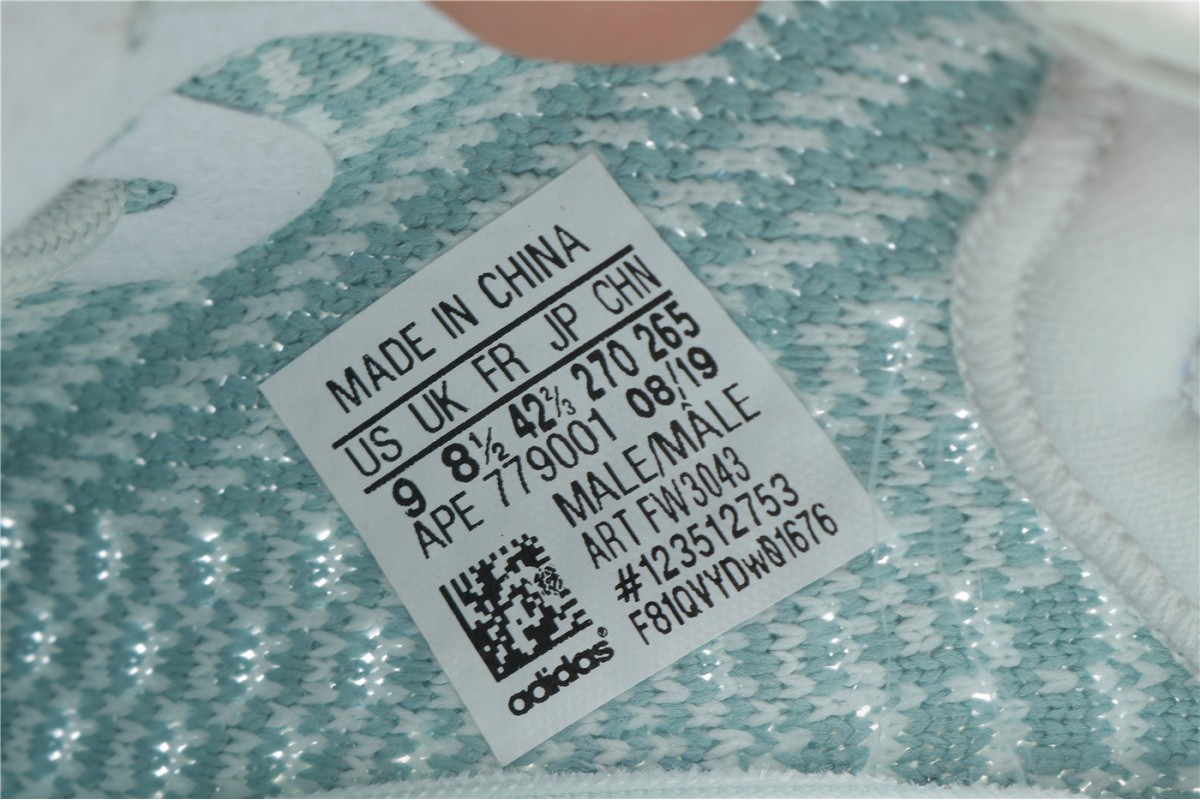 MADE IN CHINA
US UK FR JP CHN
9 8½ 42⅔ 270 265
APE 779001 08/19
MALE/MÂLE
ART FW3043
#123512753
F81QVYDW01676
adidas®